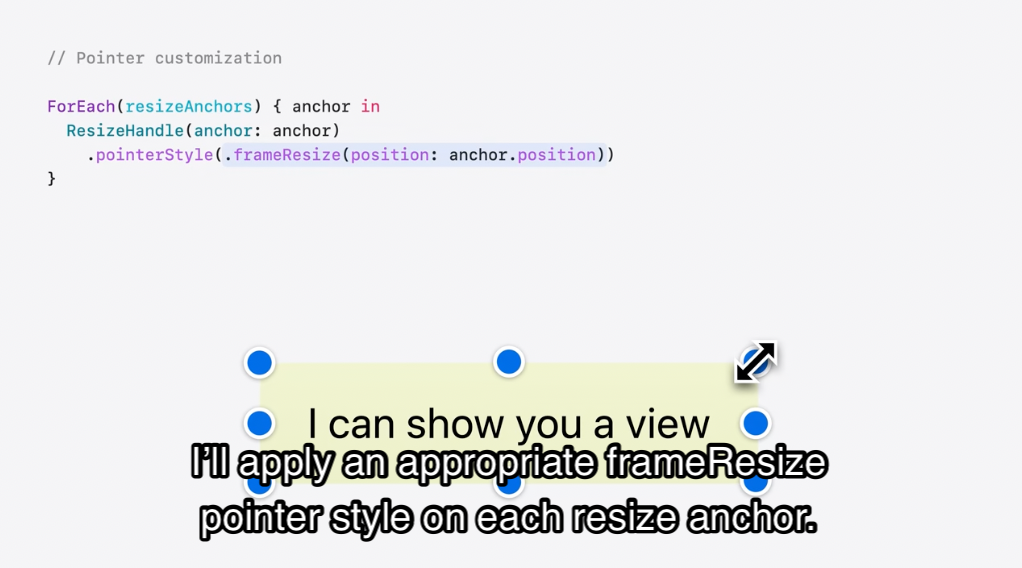 // Pointer customization
ForEach(resizeAnchors) { anchor in
ResizeHandle(anchor: anchor)
.pointerStyle(.frameResize(position: anchor.position))
}
I can show you a view
I'll apply an appropriate frameResize
pointer style on each resize anchor.